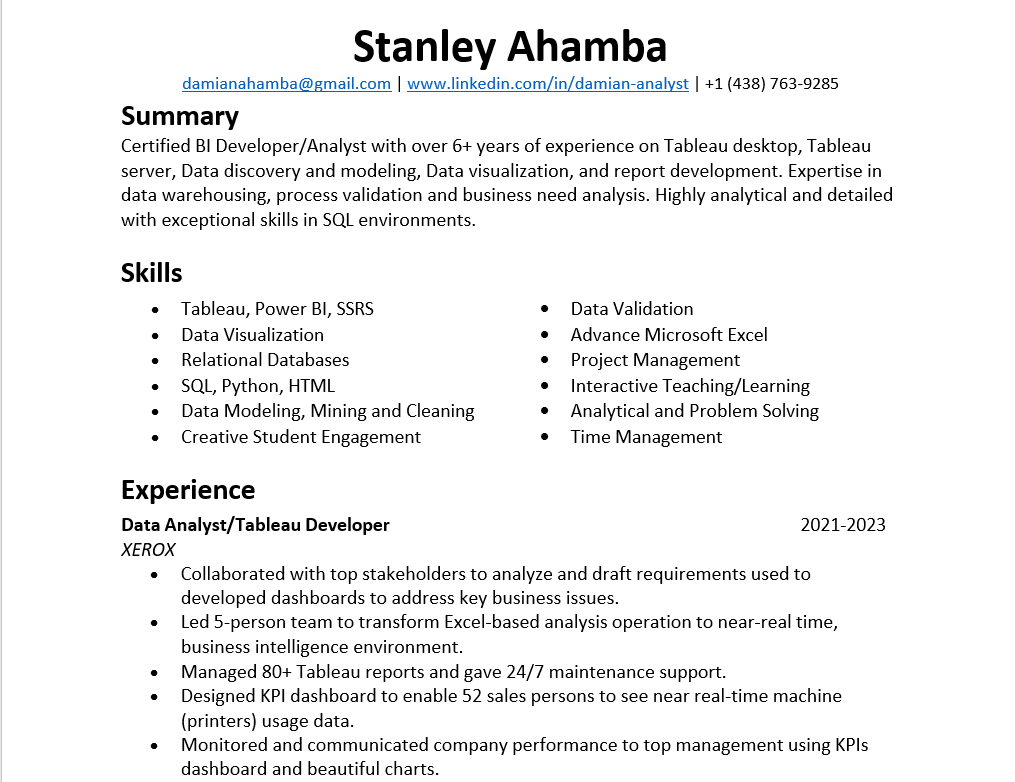 Stanley Ahamba
damianahamba@gmail.com | www.linkedin.com/in/damian-analyst | +1 (438) 763-9285
Summary
Certified BI Developer/Analyst with over 6+ years of experience on Tableau desktop, Tableau
server, Data discovery and modeling, Data visualization, and report development. Expertise in
data warehousing, process validation and business need analysis. Highly analytical and detailed
with exceptional skills in SQL environments.
Skills
• Tableau, Power BI, SSRS
• Data Visualization
• Relational Databases
• SQL, Python, HTML
• Data Modeling, Mining and Cleaning
• Creative Student Engagement
• Data Validation
• Advance Microsoft Excel
• Project Management
• Interactive Teaching/Learning
• Analytical and Problem Solving
• Time Management
Experience
Data Analyst/Tableau Developer 2021-2023
XEROX
• Collaborated with top stakeholders to analyze and draft requirements used to
developed dashboards to address key business issues.
• Led 5-person team to transform Excel-based analysis operation to near-real time,
business intelligence environment.
• Managed 80+ Tableau reports and gave 24/7 maintenance support.
• Designed KPI dashboard to enable 52 sales persons to see near real-time machine
(printers) usage data.
• Monitored and communicated company performance to top management using KPIs
dashboard and beautiful charts.